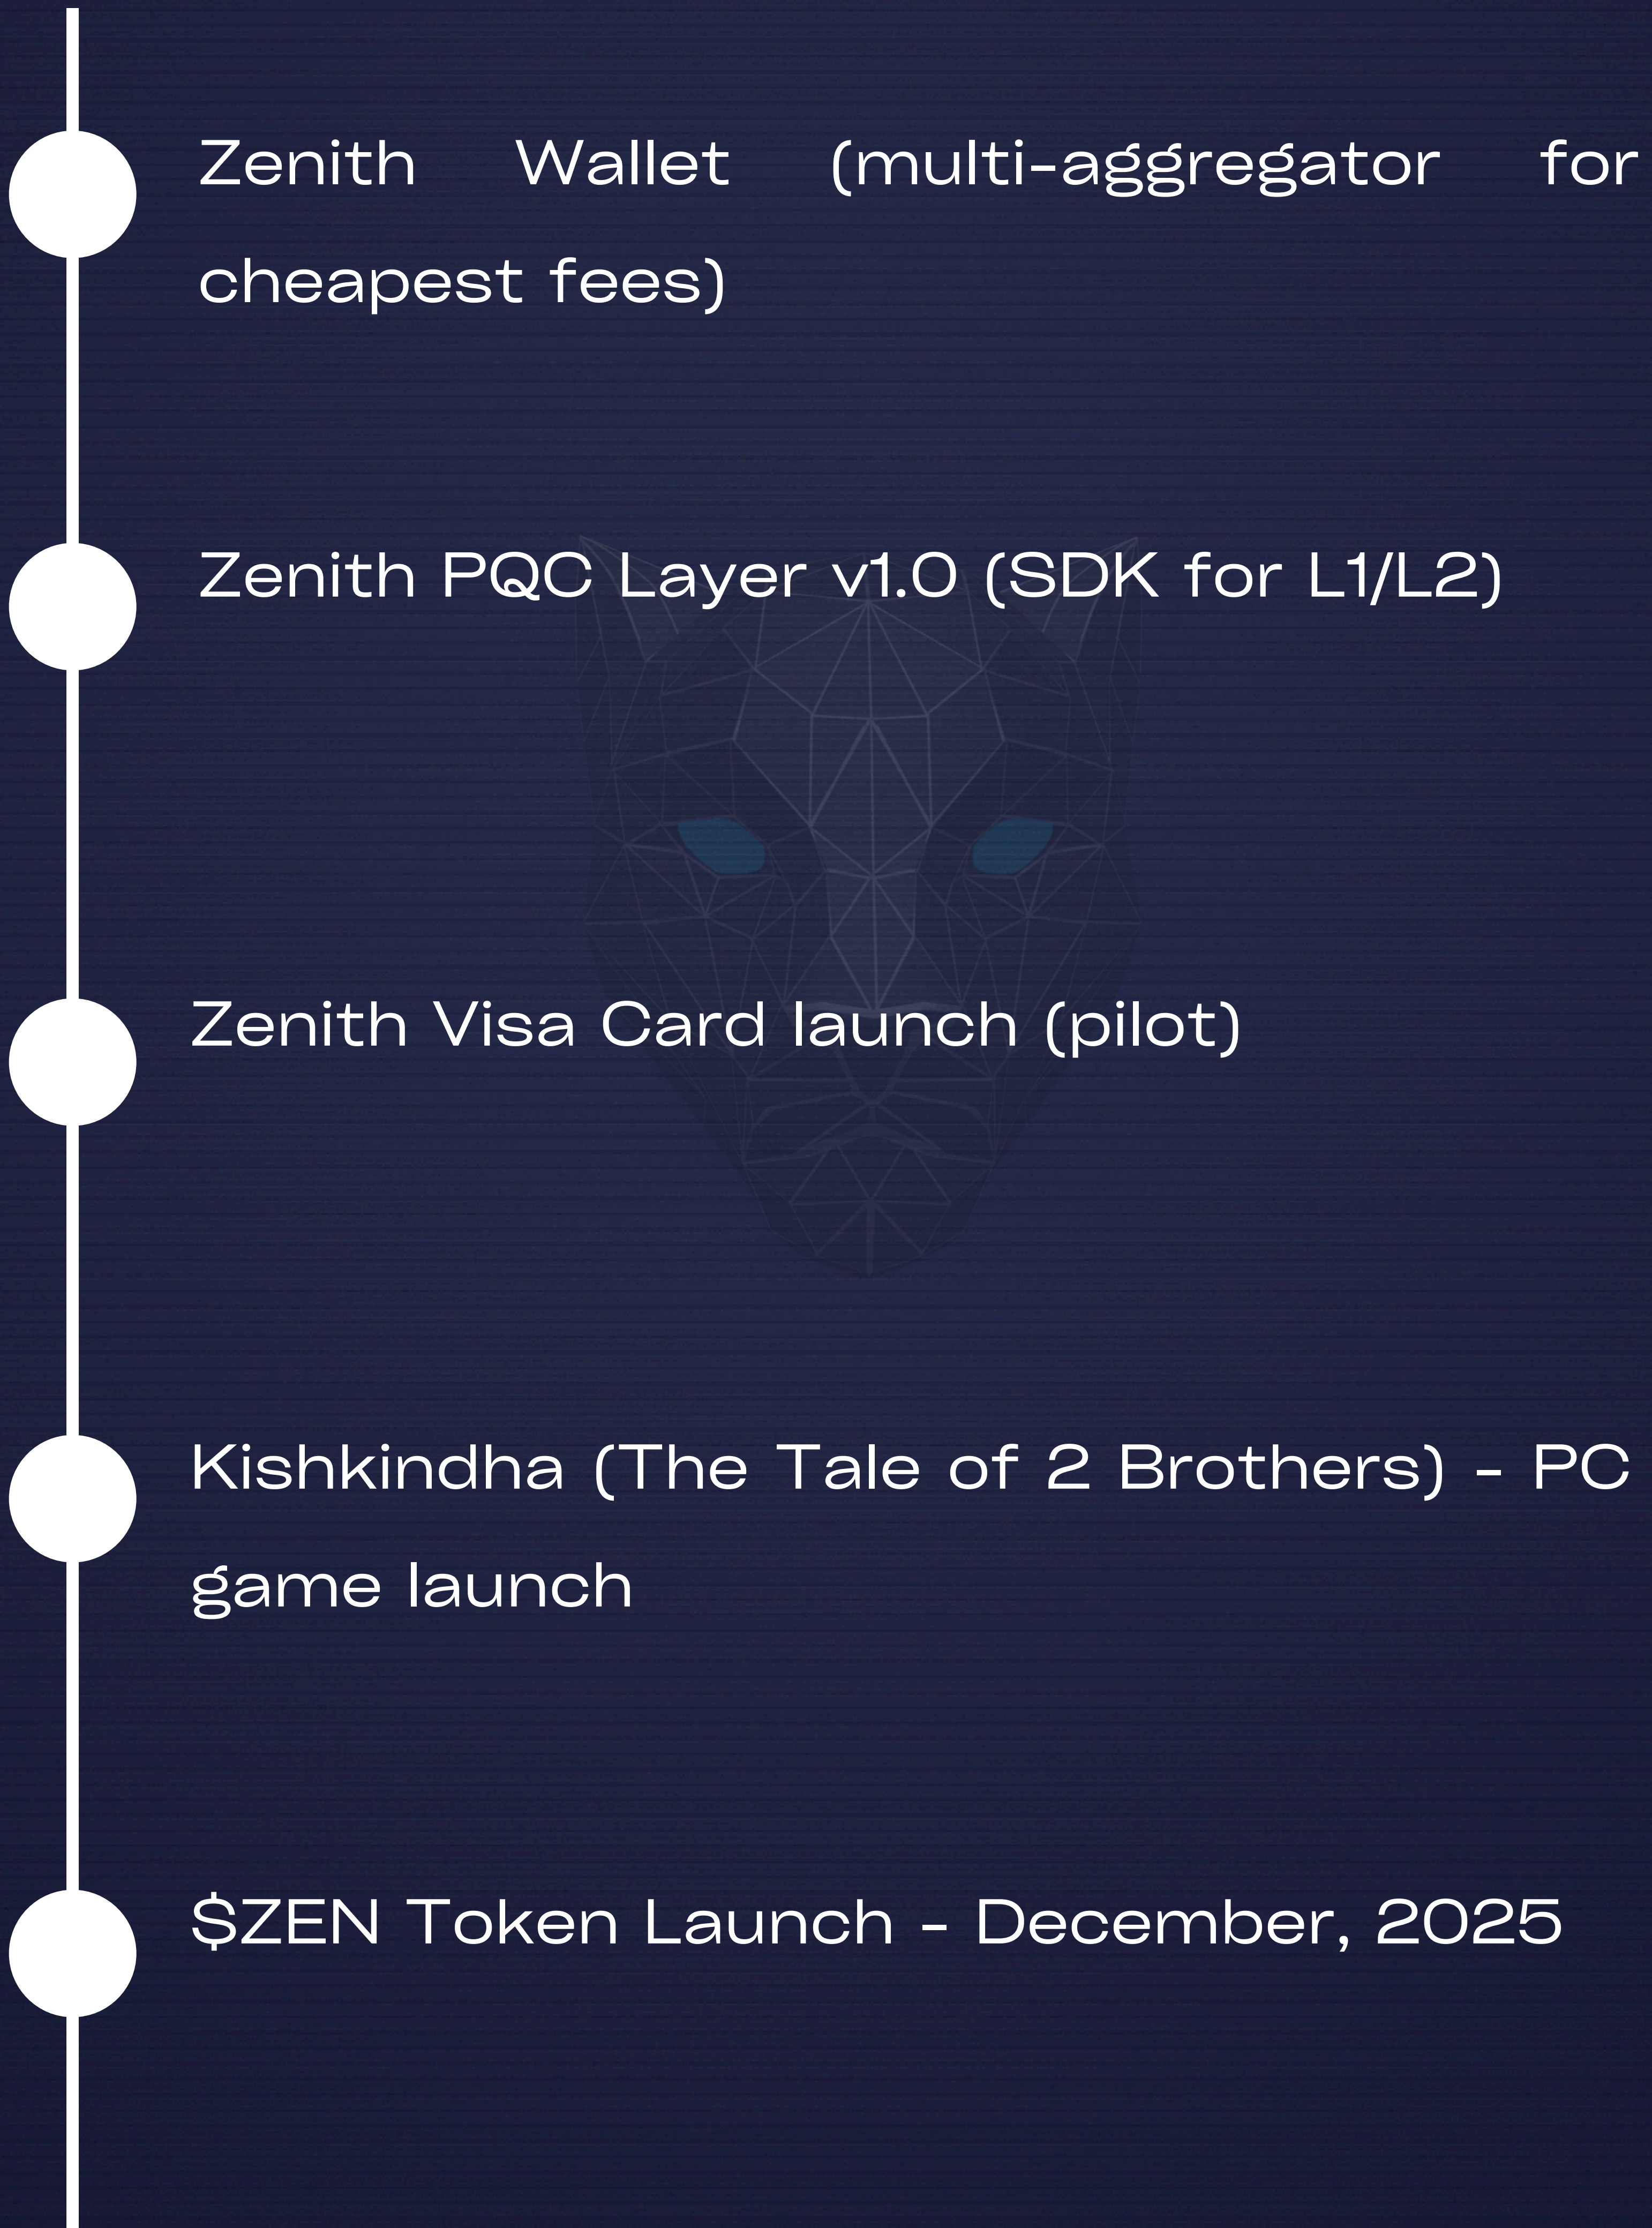 Zenith Wallet (multi-aggregator for
cheapest fees)
Zenith PQC Layer v1.0 (SDK for L1/L2)
Zenith Visa Card launch (pilot)
Kishkindha (The Tale of 2 Brothers) - PC
game launch
$ZEN Token Launch - December, 2025